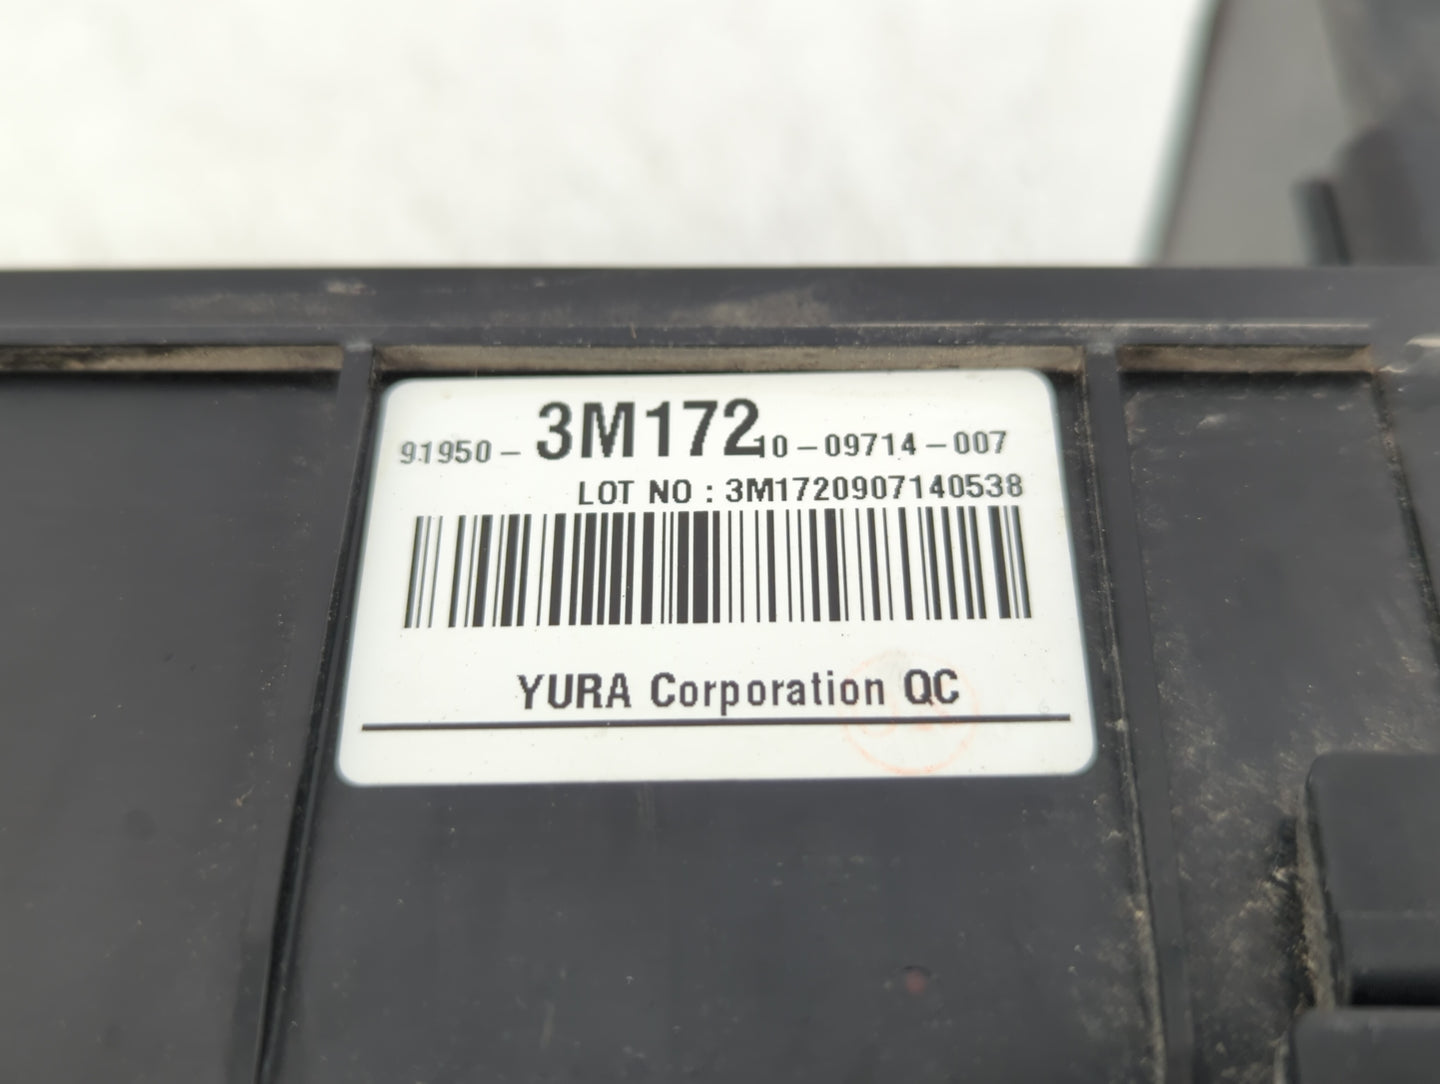 91950- 3M172 10-09714-007
LOT NO : 3M1720907140538
YURA Corporation QC